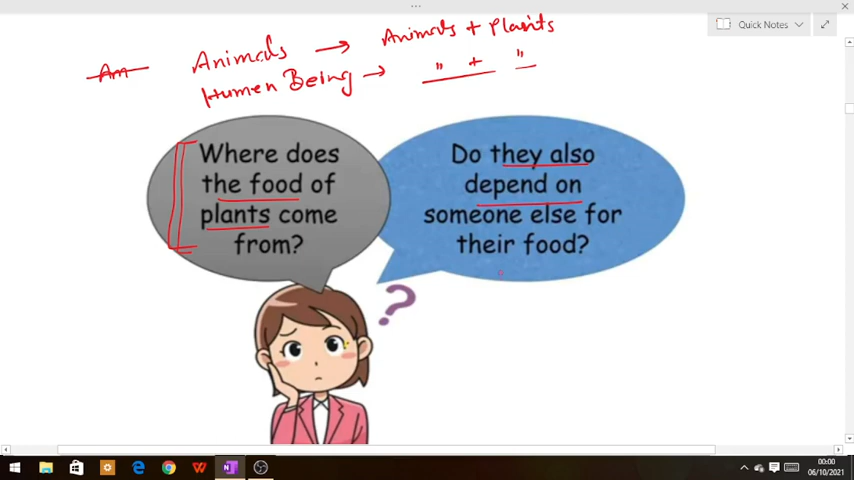 Quick Notes
Animals → Animals + Plants
Am
Human Being → " + "
Where does
the food of
plants come
from?
Do they also
depend on
someone else for
their food?
?
00:00
06/10/2021